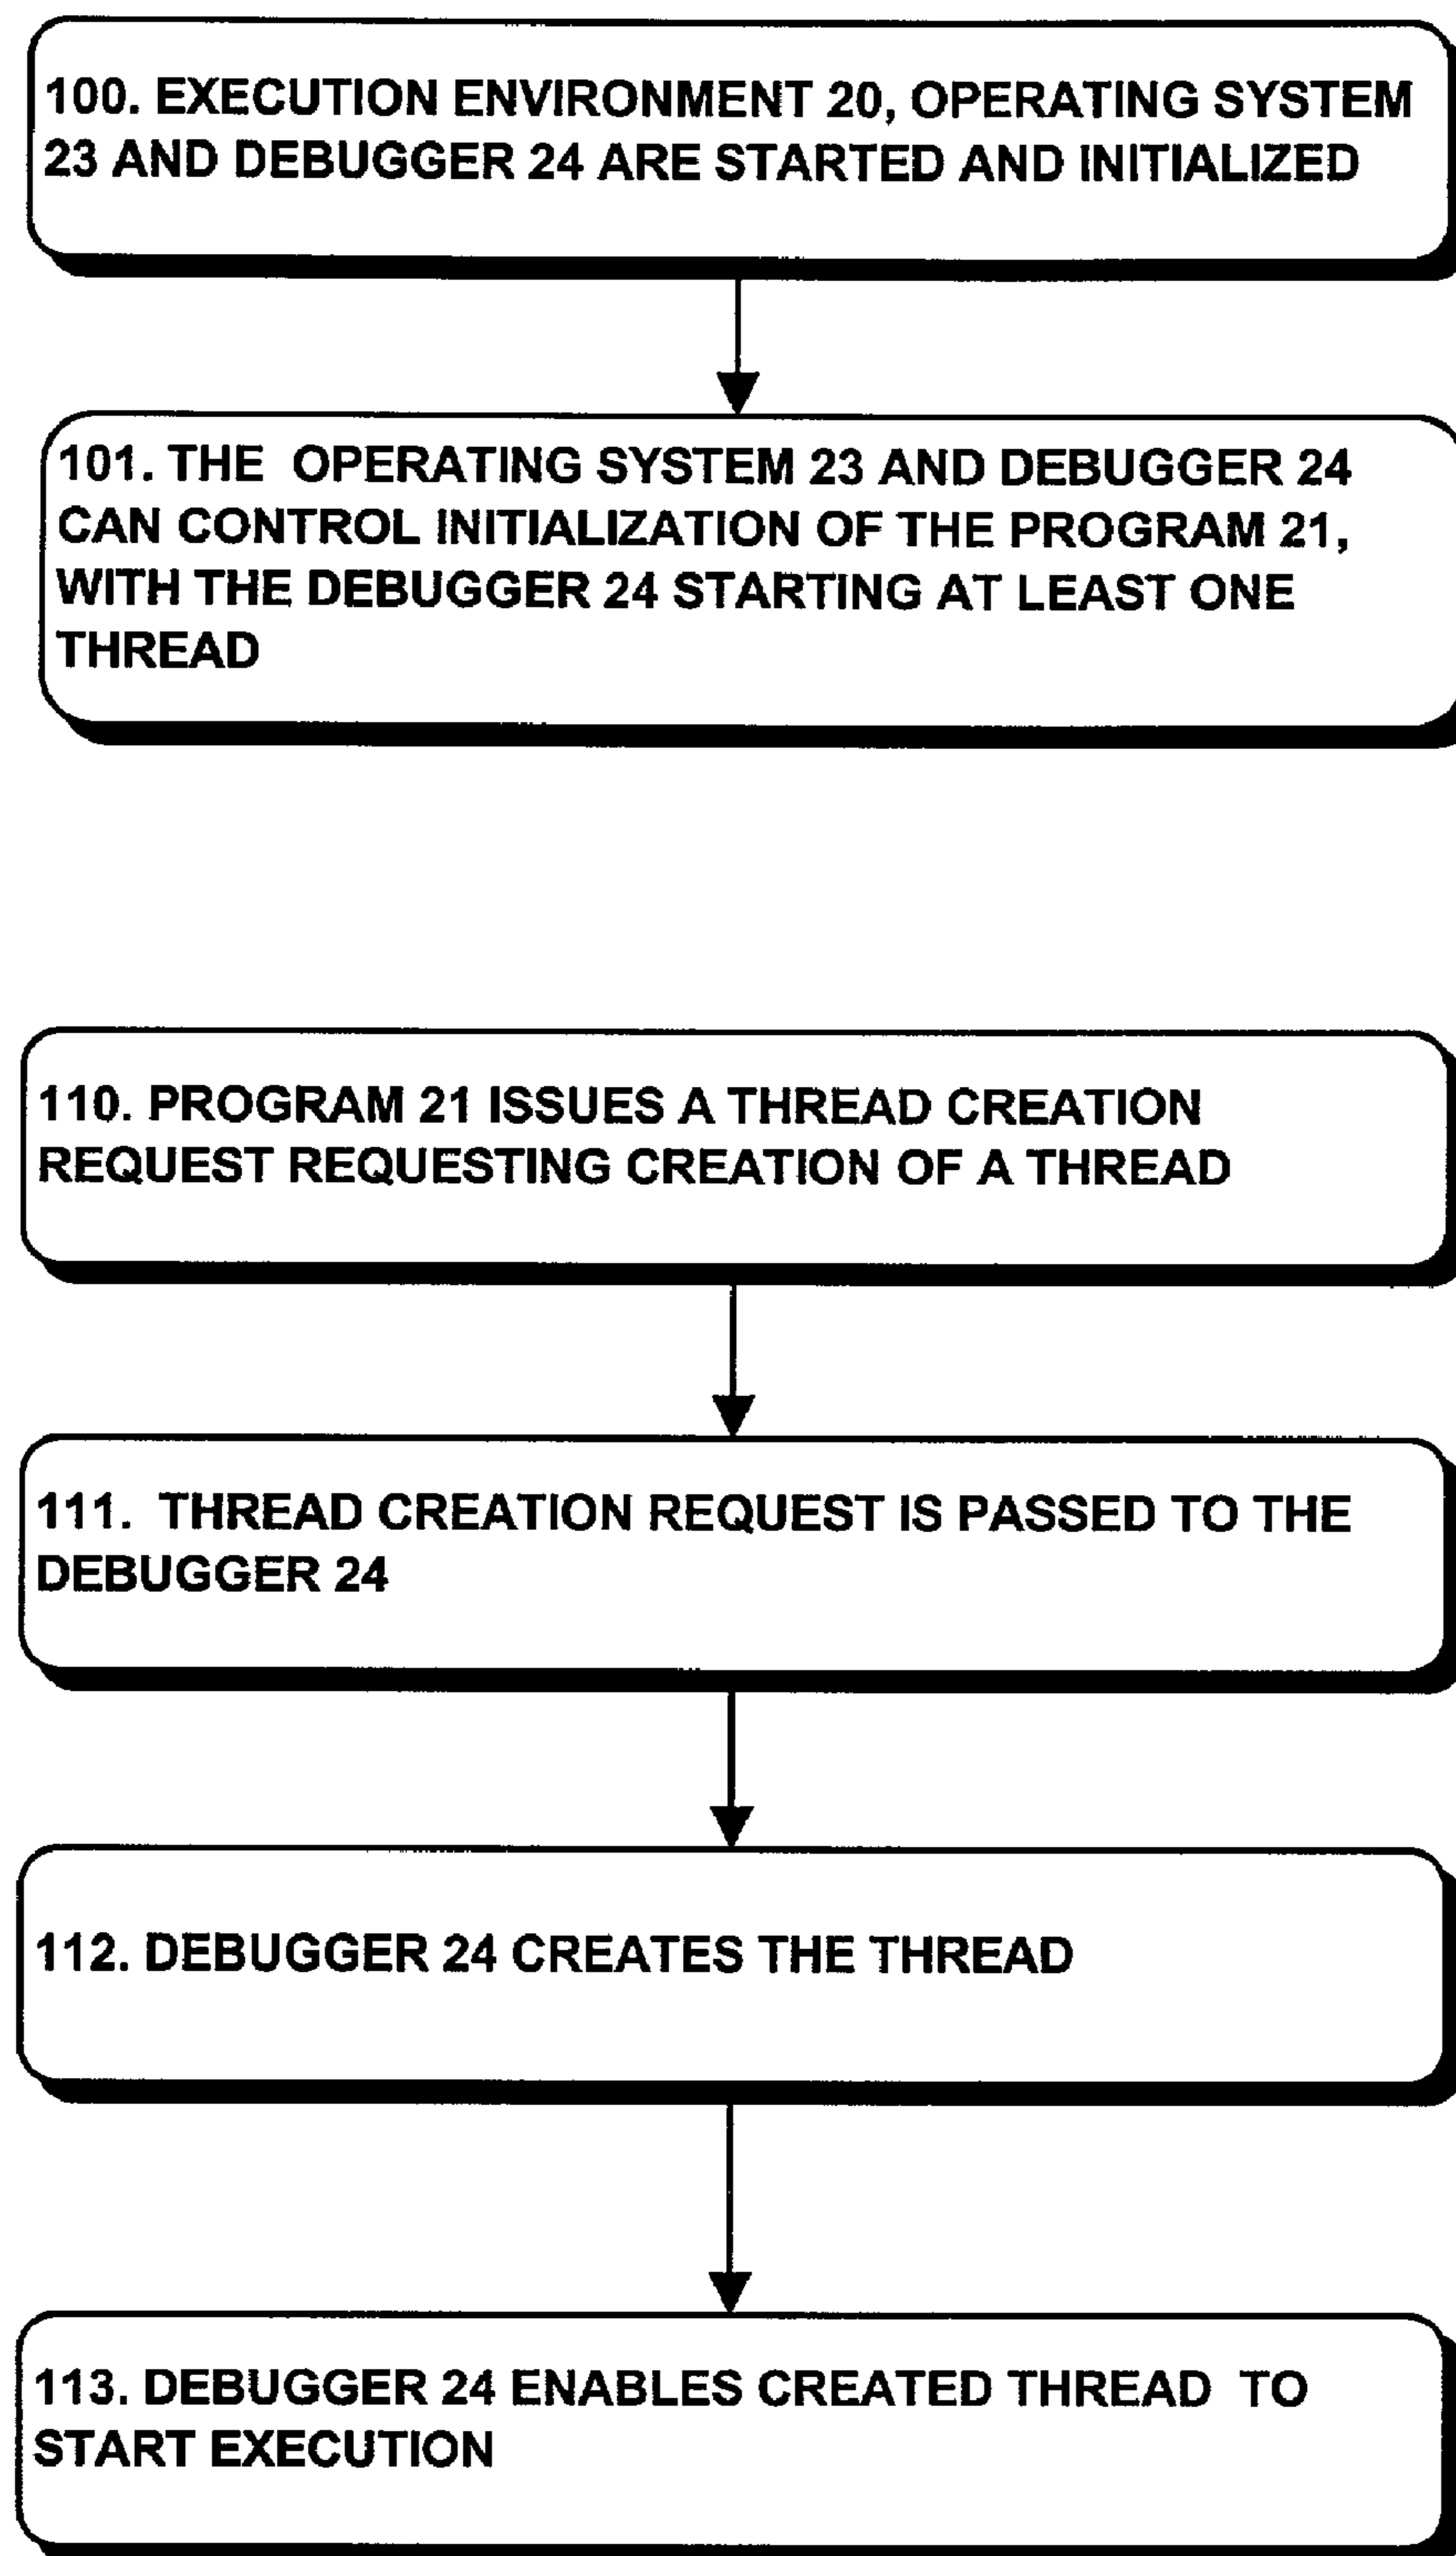 100. EXECUTION ENVIRONMENT 20, OPERATING SYSTEM
23 AND DEBUGGER 24 ARE STARTED AND INITIALIZED
101. THE OPERATING SYSTEM 23 AND DEBUGGER 24
CAN CONTROL INITIALIZATION OF THE PROGRAM 21,
WITH THE DEBUGGER 24 STARTING AT LEAST ONE
THREAD
110. PROGRAM 21 ISSUES A THREAD CREATION
REQUEST REQUESTING CREATION OF A THREAD
111. THREAD CREATION REQUEST IS PASSED TO THE
DEBUGGER 24
112. DEBUGGER 24 CREATES THE THREAD
113. DEBUGGER 24 ENABLES CREATED THREAD TO
START EXECUTION